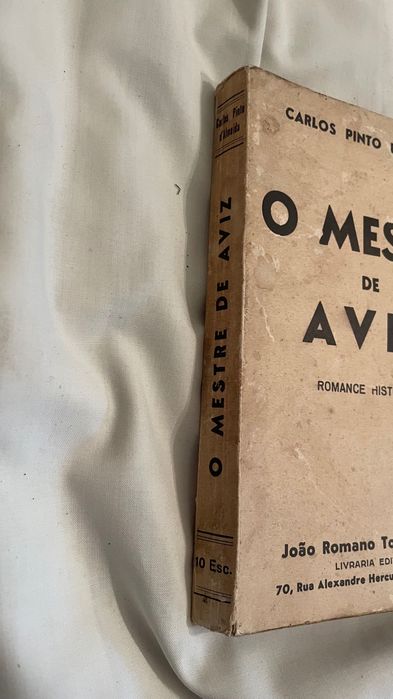 Carlos Pinto
d'Almeida
O MESTRE DE AVIZ
10 Esc.
CARLOS PINTO
O MES
DE
AVI
ROMANCE HIST
João Romano To
LIVRARIA EDI
70, Rua Alexandre Hercu